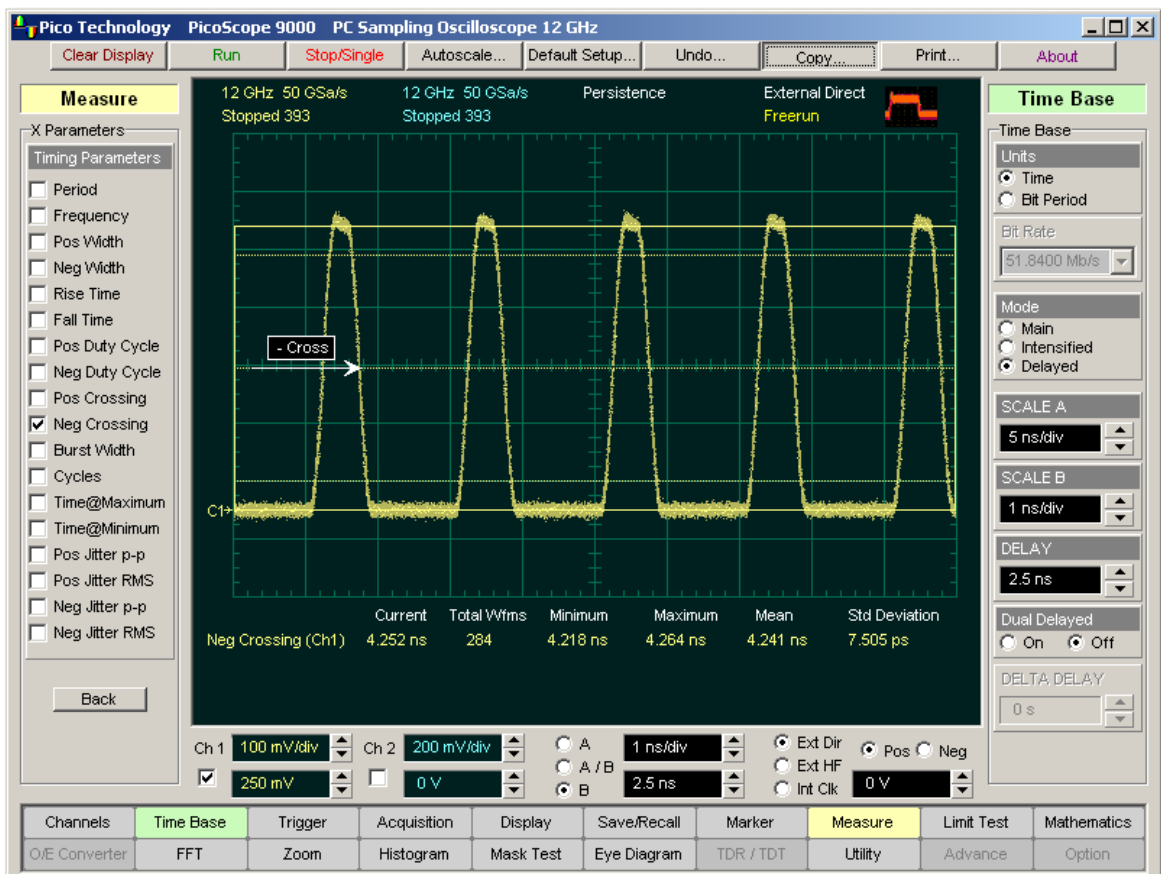 Pico Technology PicoScope 9000 PC Sampling Oscilloscope 12 GHz
Clear Display Run Stop/Single Autoscale... Default Setup... Undo... Copy... Print... About
Measure
X Parameters
Timing Parameters
Period
Frequency
Pos Width
Neg Width
Rise Time
Fall Time
Pos Duty Cycle
Neg Duty Cycle
Pos Crossing
Neg Crossing
Burst Width
Cycles
Time@Maximum
Time@Minimum
Pos Jitter p-p
Pos Jitter RMS
Neg Jitter p-p
Neg Jitter RMS
Back
12 GHz 50 GSa/s 12 GHz 50 GSa/s Persistence External Direct
Stopped 393 Stopped 393 Freerun
- Cross
C1
Current Total Wfms Minimum Maximum Mean Std Deviation
Neg Crossing (Ch1) 4.252 ns 284 4.218 ns 4.264 ns 4.241 ns 7.505 ps
Time Base
Time Base
Units
Time
Bit Period
Bit Rate
51.8400 Mb/s
Mode
Main
Intensified
Delayed
SCALE A
5 ns/div
SCALE B
1 ns/div
DELAY
2.5 ns
Dual Delayed
On Off
DELTA DELAY
0 s
Ch 1 100 mV/div Ch 2 200 mV/div A 1 ns/div Ext Dir Pos Neg
A / B Ext HF
250 mV 0 V B 2.5 ns Int Clk 0 V
Channels Time Base Trigger Acquisition Display Save/Recall Marker Measure Limit Test Mathematics
O/E Converter FFT Zoom Histogram Mask Test Eye Diagram TDR / TDT Utility Advance Option